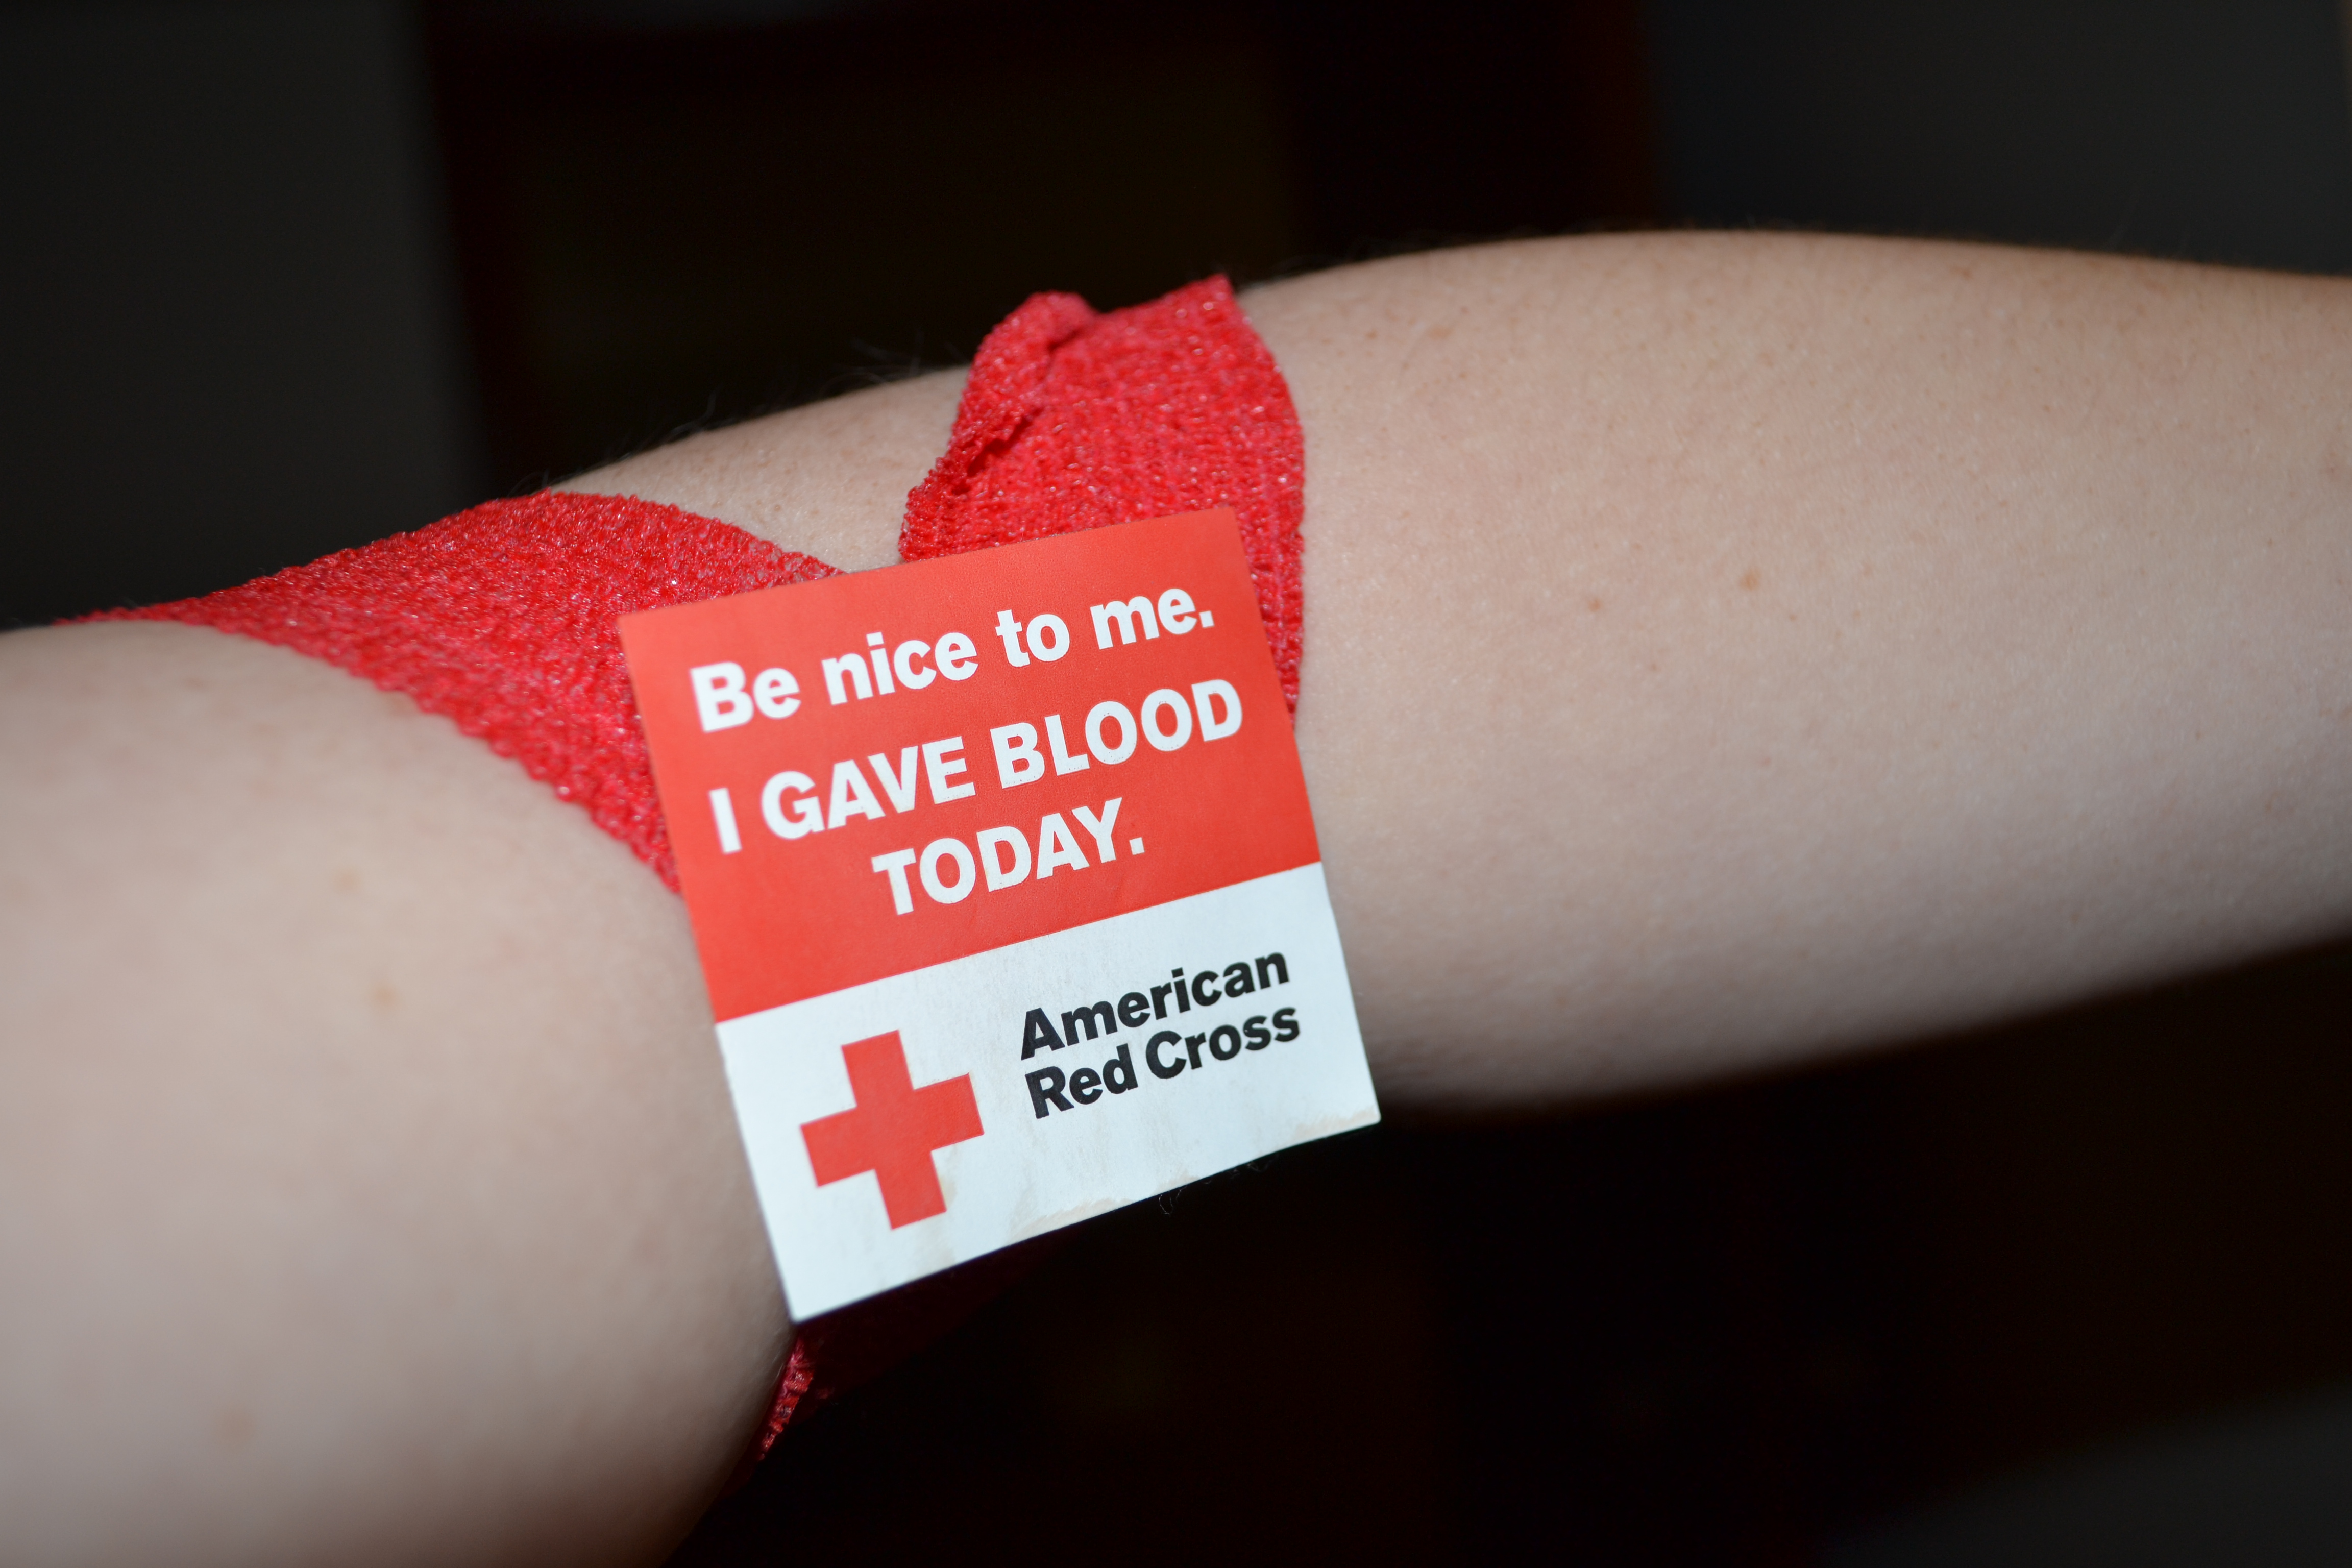 Be nice to me.
I GAVE BLOOD
TODAY.
American
Red Cross